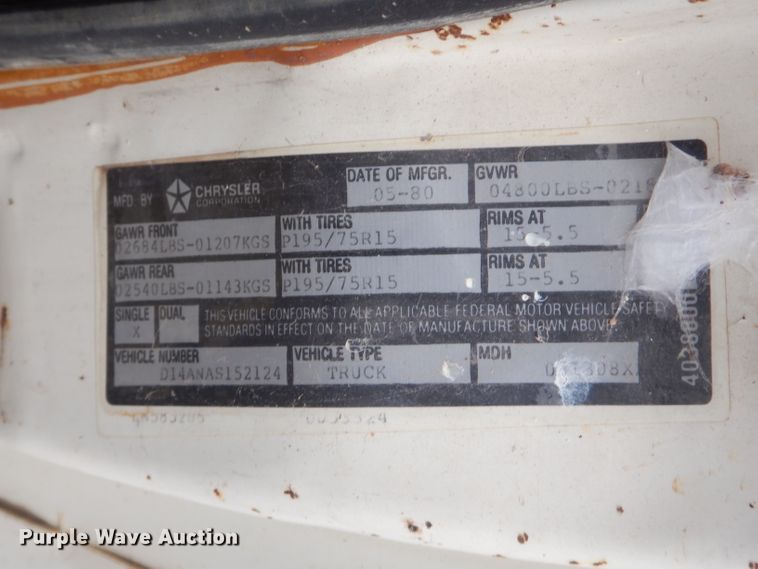 MFD BY CHRYSLER CORPORATION
DATE OF MFGR. 05-80
GVWR 04800LBS-021
GAWR FRONT 02684LBS-01207KGS
WITH TIRES P195/75R15
RIMS AT 15-5.5
GAWR REAR 02540LBS-01143KGS
WITH TIRES P195/75R15
RIMS AT 15-5.5
SINGLE X DUAL
THIS VEHICLE CONFORMS TO ALL APPLICABLE FEDERAL MOTOR VEHICLE SAFETY
STANDARDS IN EFFECT ON THE DATE OF MANUFACTURE SHOWN ABOVE.
VEHICLE NUMBER D14ANAS152124
VEHICLE TYPE TRUCK
MDH
Purple Wave Auction